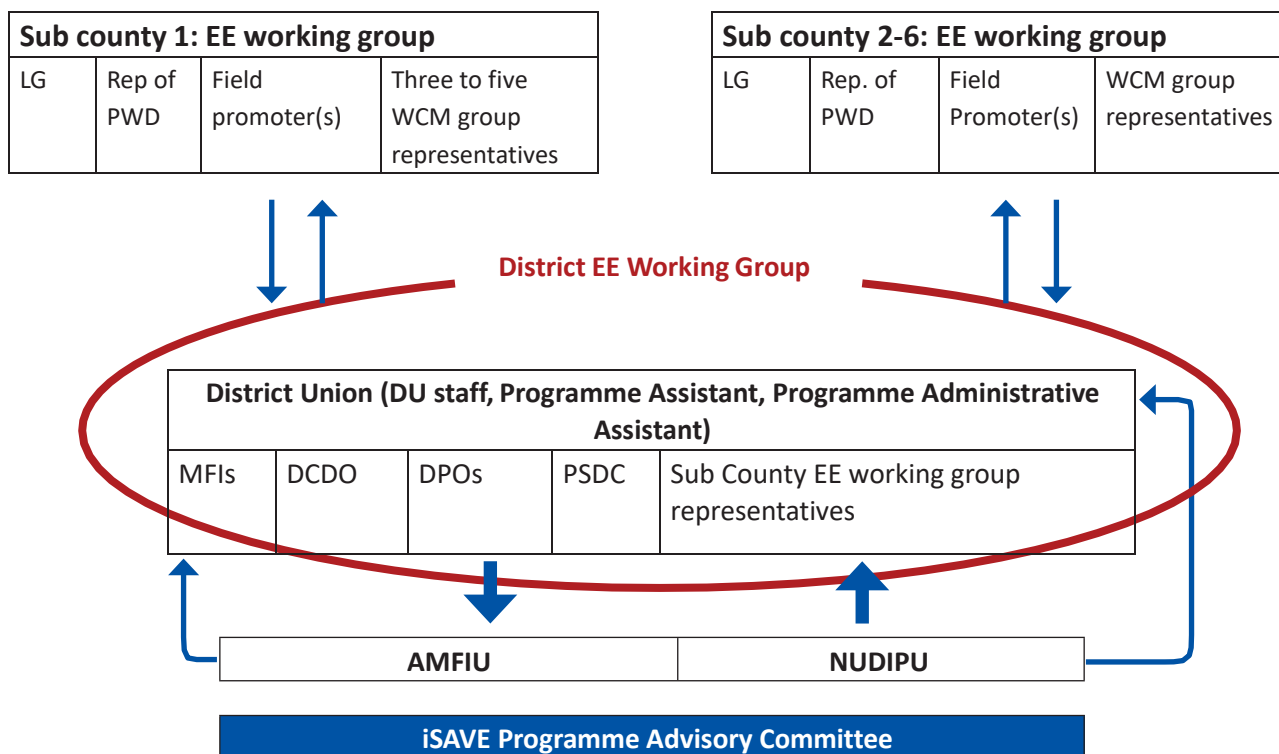 Sub county 1: EE working group
LG
Rep of
PWD
Field
promoter(s)
Three to five
WCM group
representatives
Sub county 2-6: EE working group
LG
Rep. of
PWD
Field
Promoter(s)
WCM group
representatives
District EE Working Group
District Union (DU staff, Programme Assistant, Programme Administrative
Assistant)
MFIs
DCDO
DPOs
PSDC
Sub County EE working group
representatives
AMFIU
NUDIPU
iSAVE Programme Advisory Committee